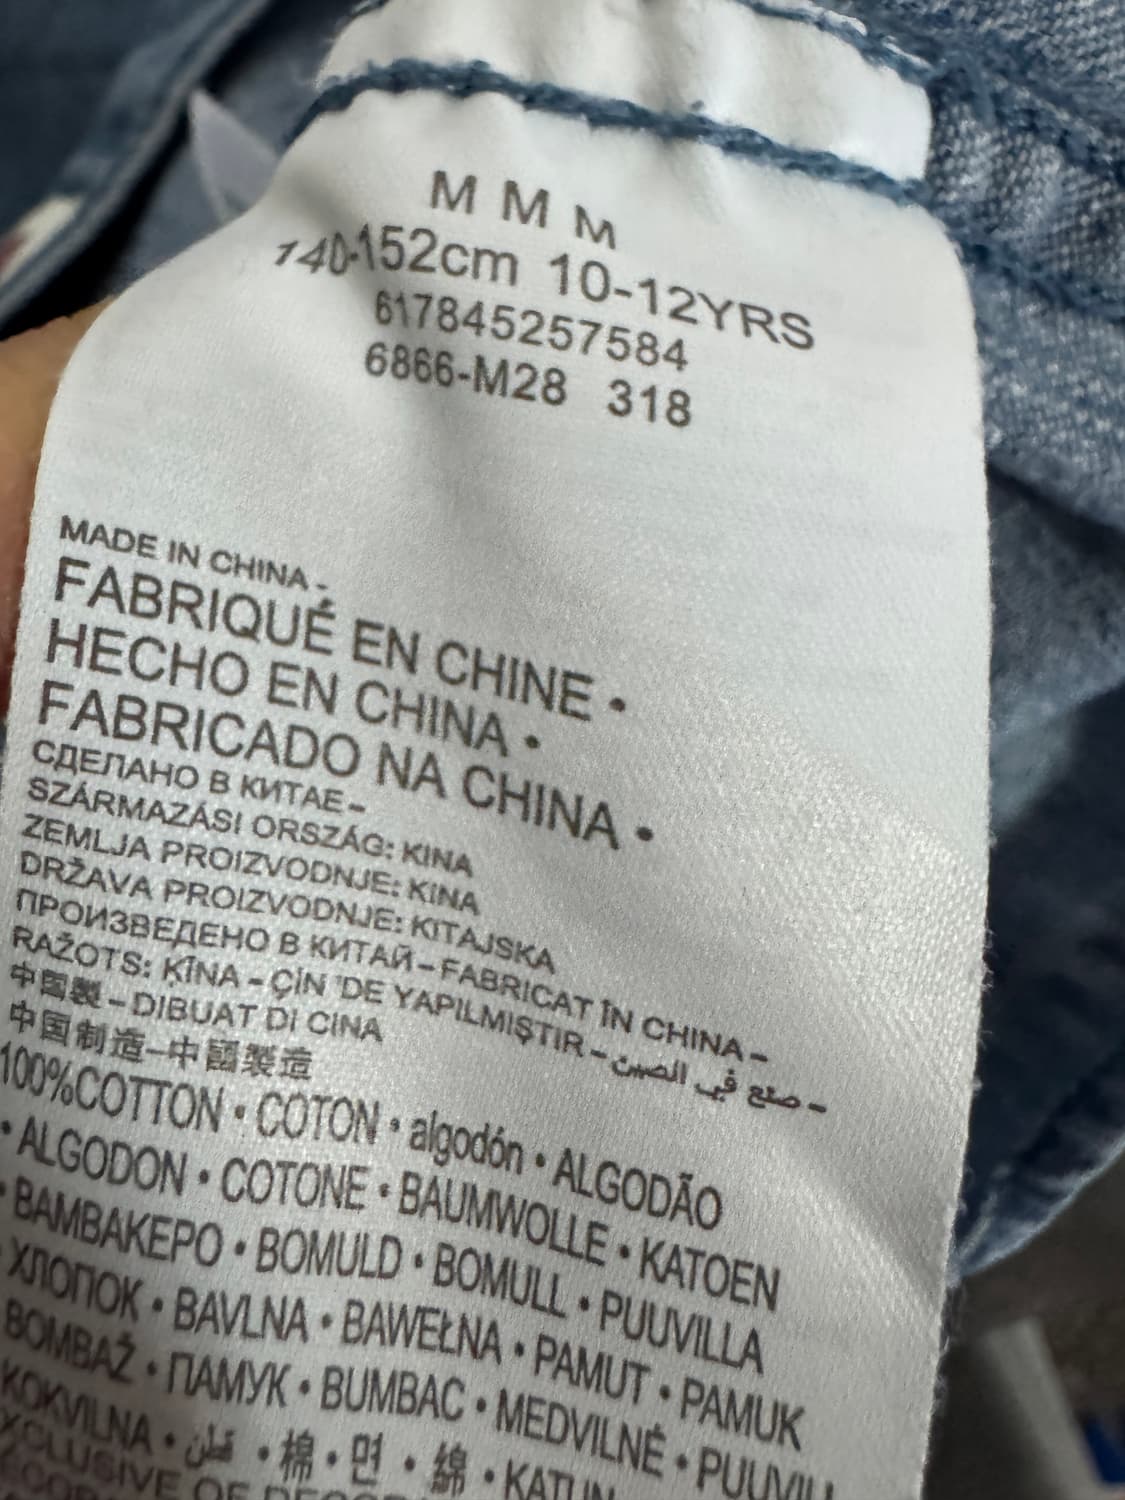 M M M
140-152cm 10-12YRS
617845257584
6866-M28 318
MADE IN CHINA -
FABRIQUÉ EN CHINE •
HECHO EN CHINA •
FABRICADO NA CHINA •
СДЕЛАНО В КИТАЕ -
SZÁRMAZÁSI ORSZÁG: KINA
ZEMLJA PROIZVODNJE: KINA
DRŽAVA PROIZVODNJE: KITAJSKA
ПРОИЗВЕДЕНО В КИТАЙ - FABRICAT ÎN CHINA -
RAŽOTS: ĶĪNA - ÇİN 'DE YAPILMIŞTIR - صنع في الصين -
中国製 - DIBUAT DI CINA
中国制造 - 中國製造
100%COTTON • COTON • algodón • ALGODÃO
• ALGODON • COTONE • BAUMWOLLE • KATOEN
• BAMBAKEPO • BOMULD • BOMULL • PUUVILLA
ХЛОПОК • BAVLNA • BAWEŁNA • PAMUT • PAMUK
BOMBAŽ • ПАМУК • BUMBAC • MEDVILNĖ • PUUVILL
KOKVILNA • قطن • 棉 • 면 • 綿 • KATUN
XCLUSIVE OF